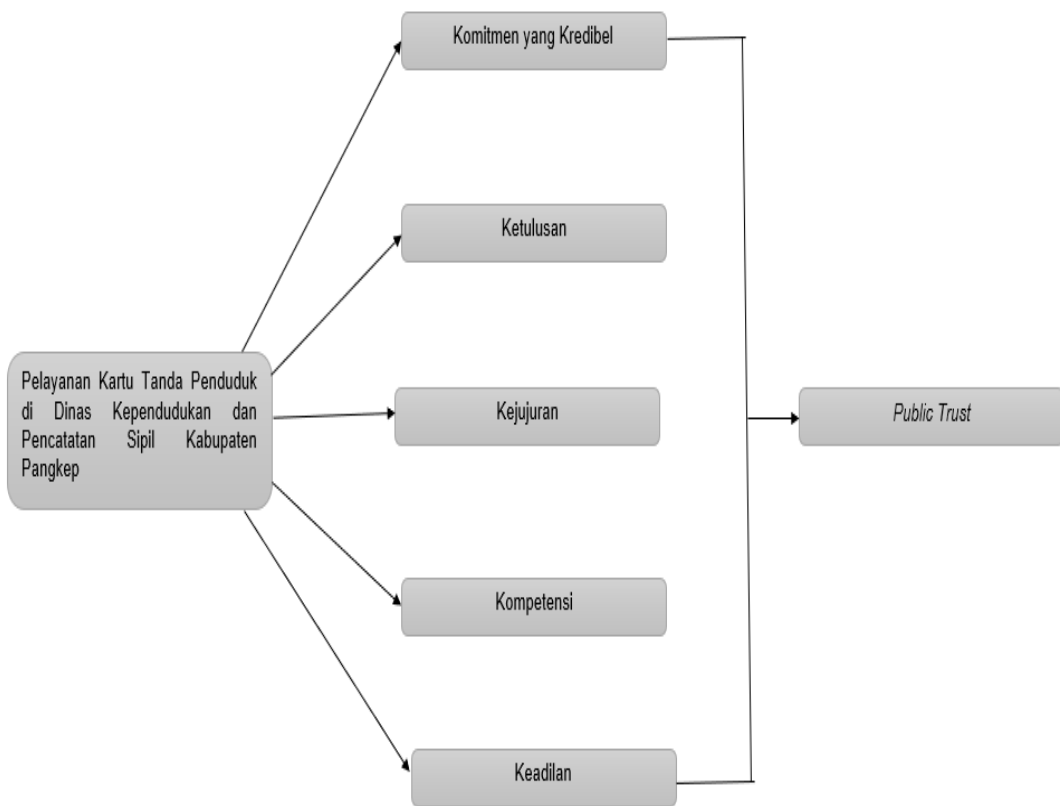 Komitmen yang Kredibel
Ketulusan
Pelayanan Kartu Tanda Penduduk
di Dinas Kependudukan dan
Pencatatan Sipil Kabupaten
Pangkep
Kejujuran
Public Trust
Kompetensi
Keadilan